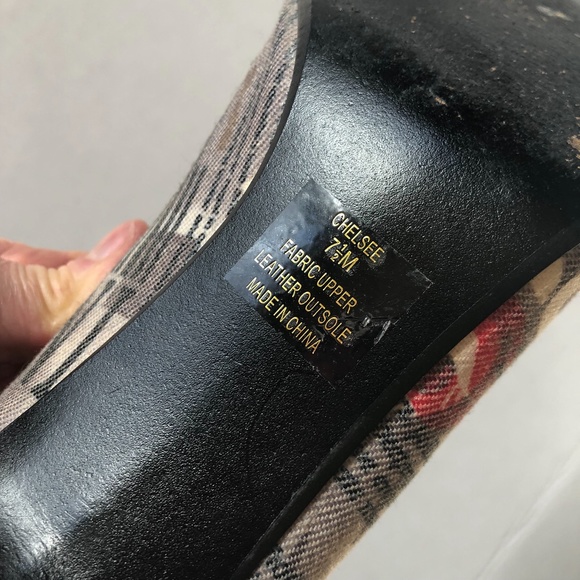 CHELSEE
7½M
FABRIC UPPER
LEATHER OUTSOLE
MADE IN CHINA